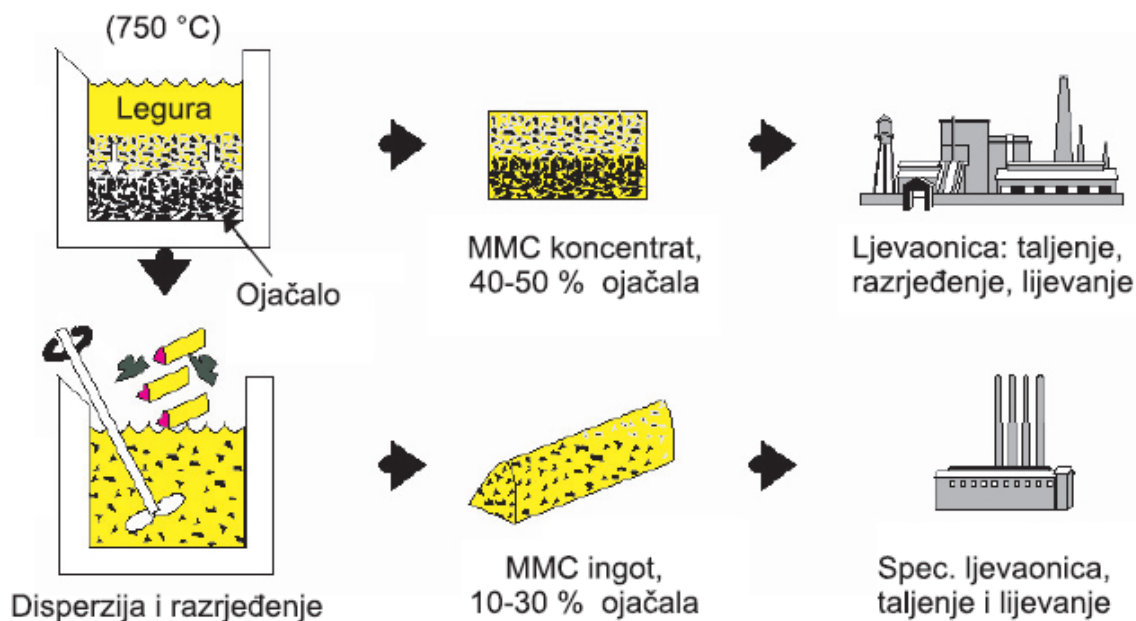 (750 °C)
Legura
Ojačalo
MMC koncentrat,
40-50 % ojačala
Ljevaonica: taljenje,
razrjeđenje, lijevanje
Disperzija i razrjeđenje
MMC ingot,
10-30 % ojačala
Spec. ljevaonica,
taljenje i lijevanje